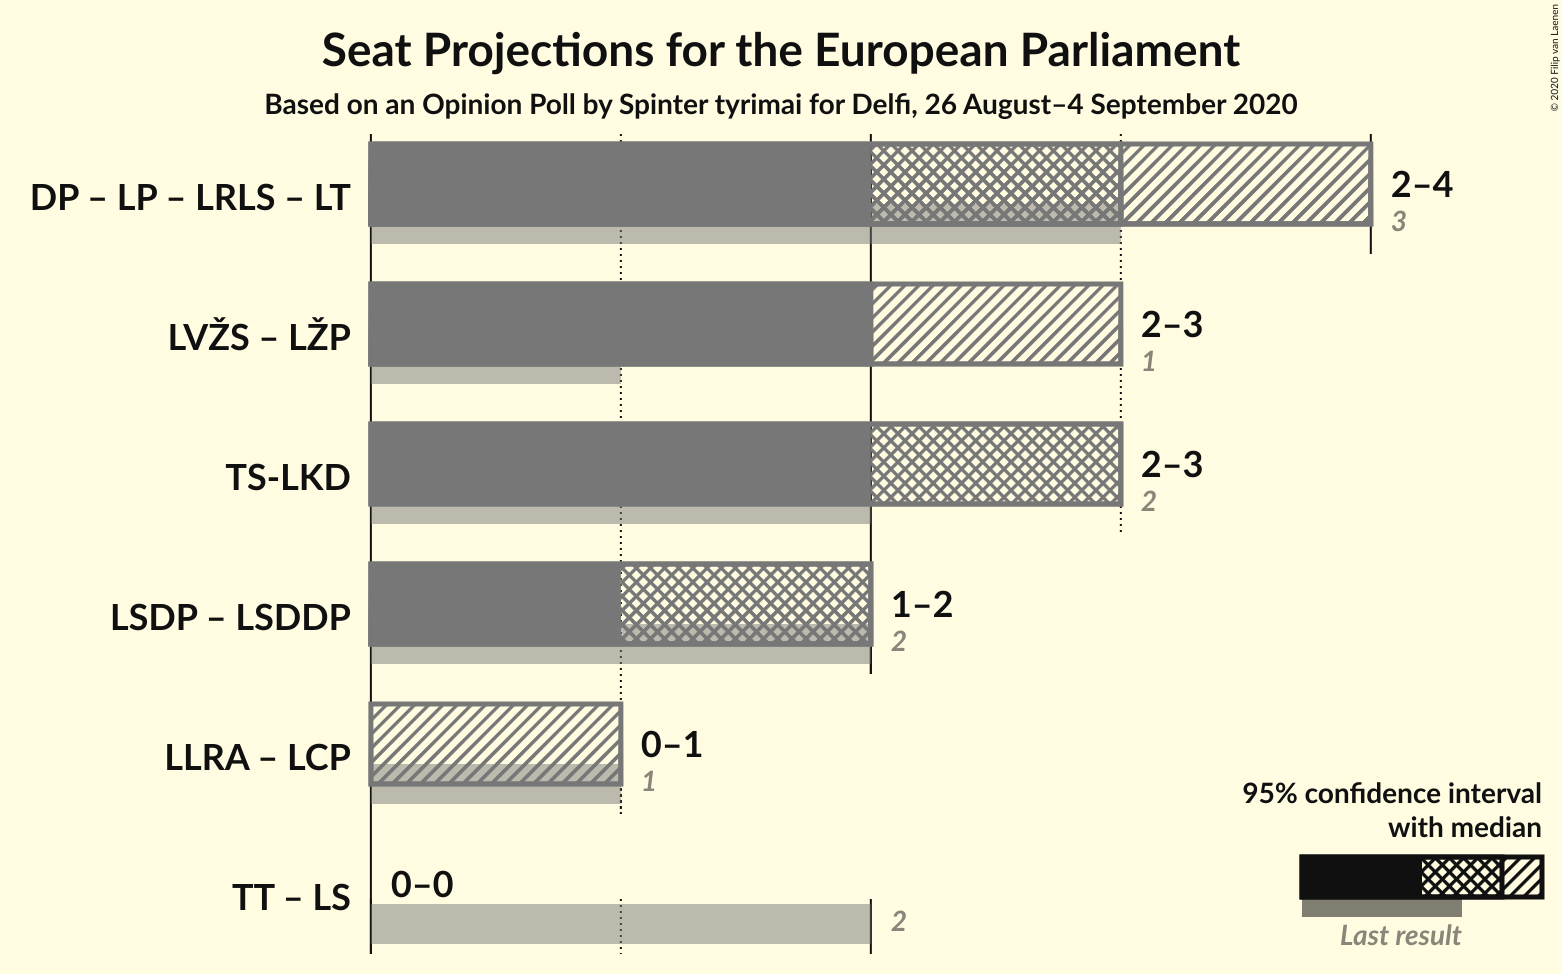 Seat Projections for the European Parliament
Based on an Opinion Poll by Spinter tyrimai for Delfi, 26 August–4 September 2020
© 2020 Filip van Laenen
DP – LP – LRLS – LT
2–4
3
LVŽS – LŽP
2–3
1
TS-LKD
2–3
2
LSDP – LSDDP
1–2
2
LLRA – LCP
0–1
1
TT – LS
0–0
2
95% confidence interval
with median
Last result